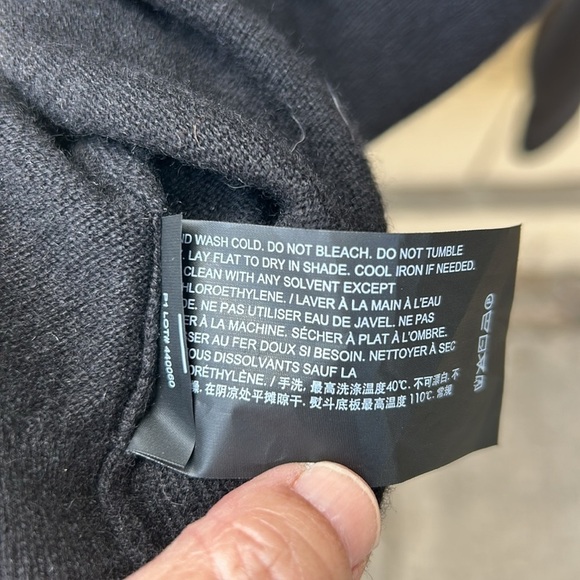 WASH COLD. DO NOT BLEACH. DO NOT TUMBLE
LAY FLAT TO DRY IN SHADE. COOL IRON IF NEEDED.
CLEAN WITH ANY SOLVENT EXCEPT
HLOROETHYLENE. / LAVER À LA MAIN À L'EAU
DE. NE PAS UTILISER EAU DE JAVEL. NE PAS
ER À LA MACHINE. SÉCHER À PLAT À L'OMBRE.
SER AU FER DOUX SI BESOIN. NETTOYER À SEC
OUS DISSOLVANTS SAUF LA
ORÉTHYLÈNE. / 手洗, 最高洗涤温度40℃. 不可漂白. 不
燥. 在阴凉处平摊晾干. 熨斗底板最高温度 110℃. 常规
LOT# 440060